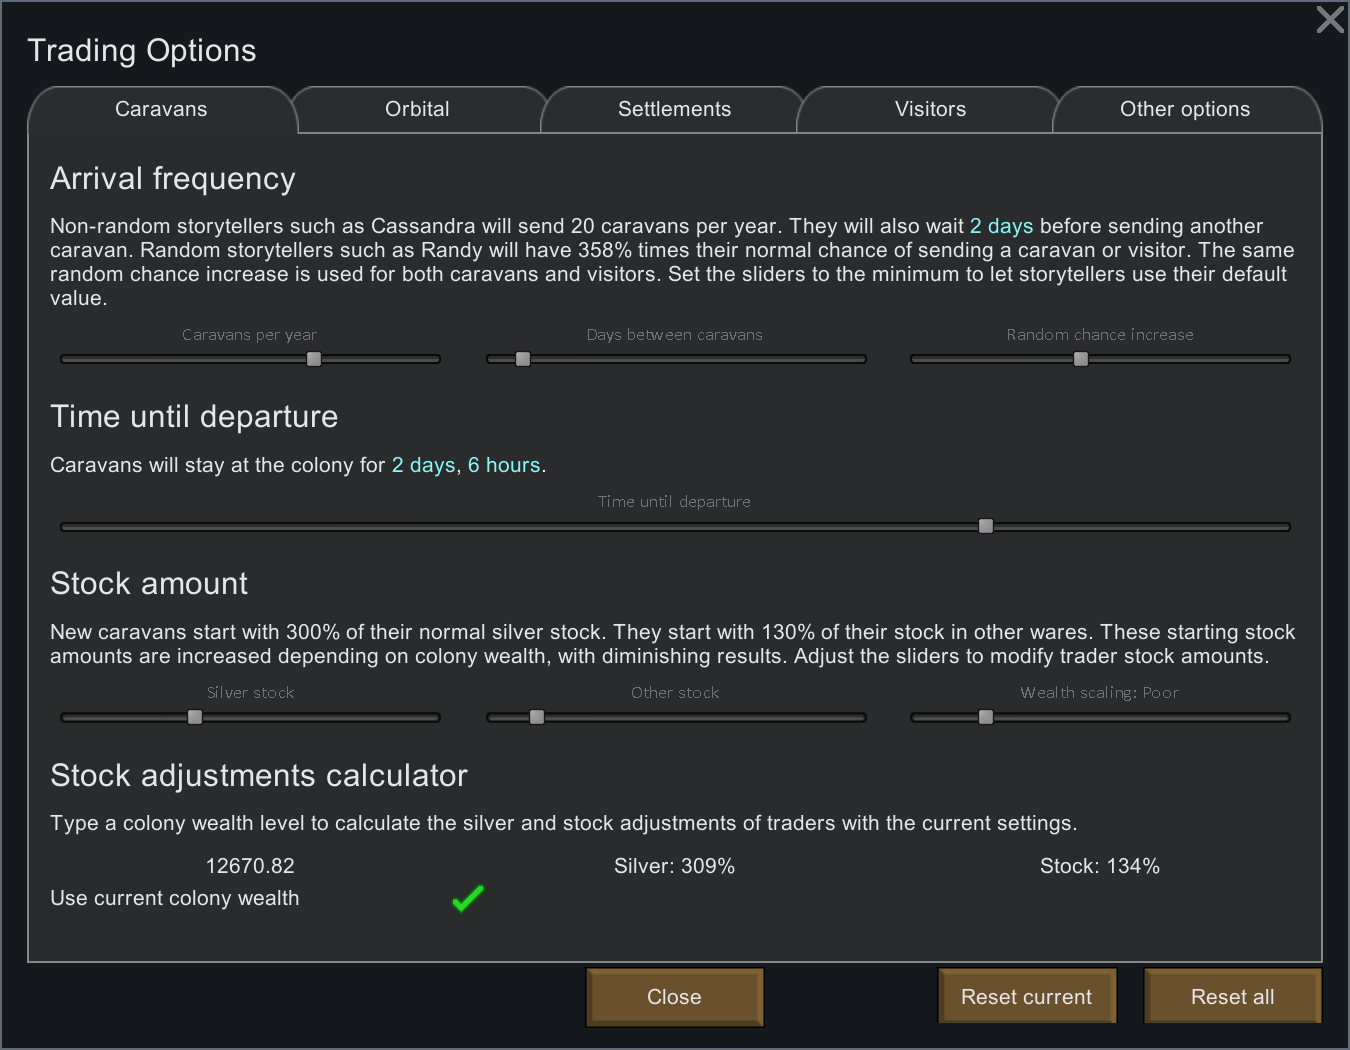 Trading Options
Caravans
Orbital
Settlements
Visitors
Other options
Arrival frequency
Non-random storytellers such as Cassandra will send 20 caravans per year. They will also wait 2 days before sending another
caravan. Random storytellers such as Randy will have 358% times their normal chance of sending a caravan or visitor. The same
random chance increase is used for both caravans and visitors. Set the sliders to the minimum to let storytellers use their default
value.
Caravans per year
Days between caravans
Random chance increase
Time until departure
Caravans will stay at the colony for 2 days, 6 hours.
Time until departure
Stock amount
New caravans start with 300% of their normal silver stock. They start with 130% of their stock in other wares. These starting stock
amounts are increased depending on colony wealth, with diminishing results. Adjust the sliders to modify trader stock amounts.
Silver stock
Other stock
Wealth scaling: Poor
Stock adjustments calculator
Type a colony wealth level to calculate the silver and stock adjustments of traders with the current settings.
12670.82
Silver: 309%
Stock: 134%
Use current colony wealth
Close
Reset current
Reset all